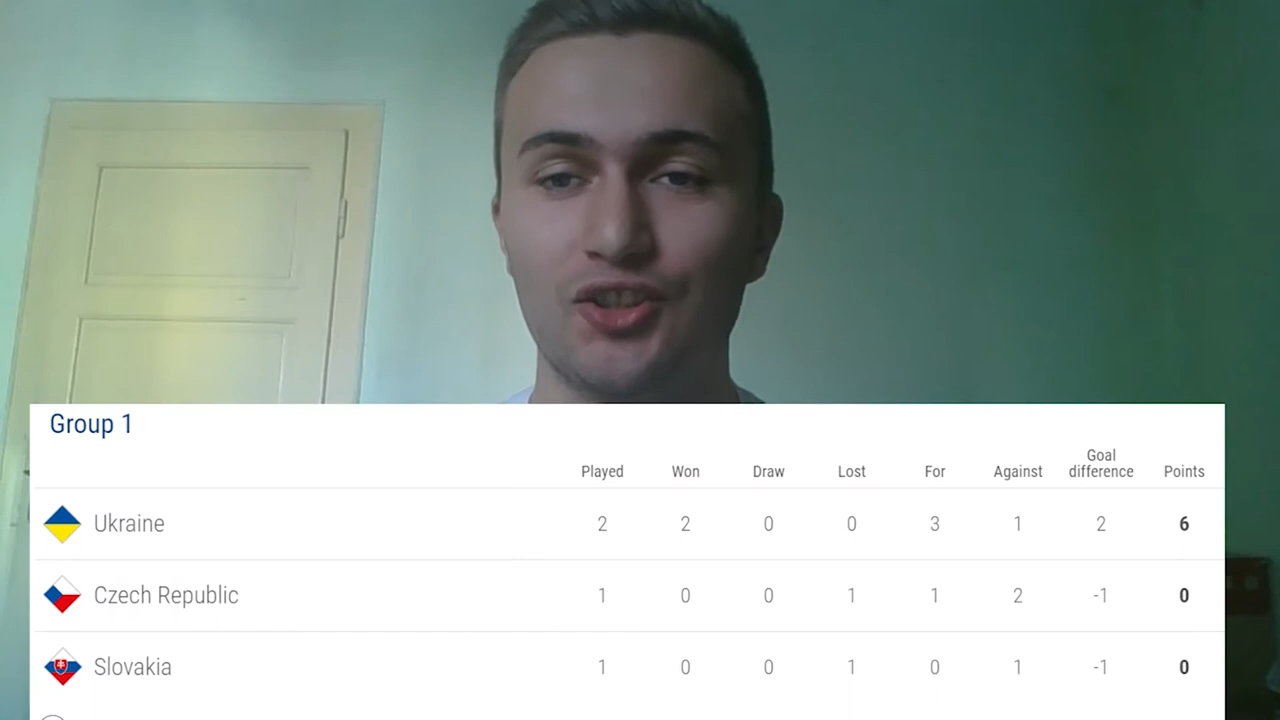 Group 1
Played Won Draw Lost For Against Goal difference Points
Ukraine 2 2 0 0 3 1 2 6
Czech Republic 1 0 0 1 1 2 -1 0
Slovakia 1 0 0 1 0 1 -1 0